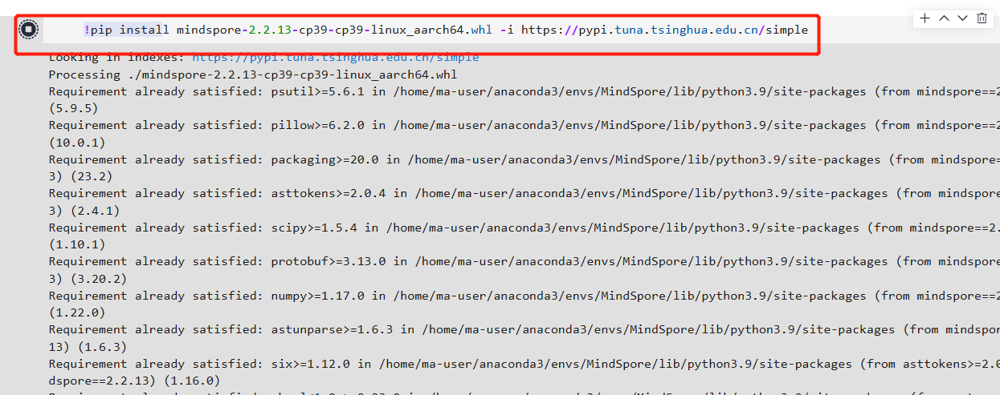 !pip install mindspore-2.2.13-cp39-cp39-linux_aarch64.whl -i https://pypi.tuna.tsinghua.edu.cn/simple
Looking in indexes: https://pypi.tuna.tsinghua.edu.cn/simple
Processing ./mindspore-2.2.13-cp39-cp39-linux_aarch64.whl
Requirement already satisfied: psutil>=5.6.1 in /home/ma-user/anaconda3/envs/MindSpore/lib/python3.9/site-packages (from mindspore==2
(5.9.5)
Requirement already satisfied: pillow>=6.2.0 in /home/ma-user/anaconda3/envs/MindSpore/lib/python3.9/site-packages (from mindspore==2
(10.0.1)
Requirement already satisfied: packaging>=20.0 in /home/ma-user/anaconda3/envs/MindSpore/lib/python3.9/site-packages (from mindspore=
3) (23.2)
Requirement already satisfied: asttokens>=2.0.4 in /home/ma-user/anaconda3/envs/MindSpore/lib/python3.9/site-packages (from mindspore
3) (2.4.1)
Requirement already satisfied: scipy>=1.5.4 in /home/ma-user/anaconda3/envs/MindSpore/lib/python3.9/site-packages (from mindspore==2.
(1.10.1)
Requirement already satisfied: protobuf>=3.13.0 in /home/ma-user/anaconda3/envs/MindSpore/lib/python3.9/site-packages (from mindspore
3) (3.20.2)
Requirement already satisfied: numpy>=1.17.0 in /home/ma-user/anaconda3/envs/MindSpore/lib/python3.9/site-packages (from mindspore==2
(1.22.0)
Requirement already satisfied: astunparse>=1.6.3 in /home/ma-user/anaconda3/envs/MindSpore/lib/python3.9/site-packages (from mindspor
13) (1.6.3)
Requirement already satisfied: six>=1.12.0 in /home/ma-user/anaconda3/envs/MindSpore/lib/python3.9/site-packages (from asttokens>=2.0
dspore==2.2.13) (1.16.0)